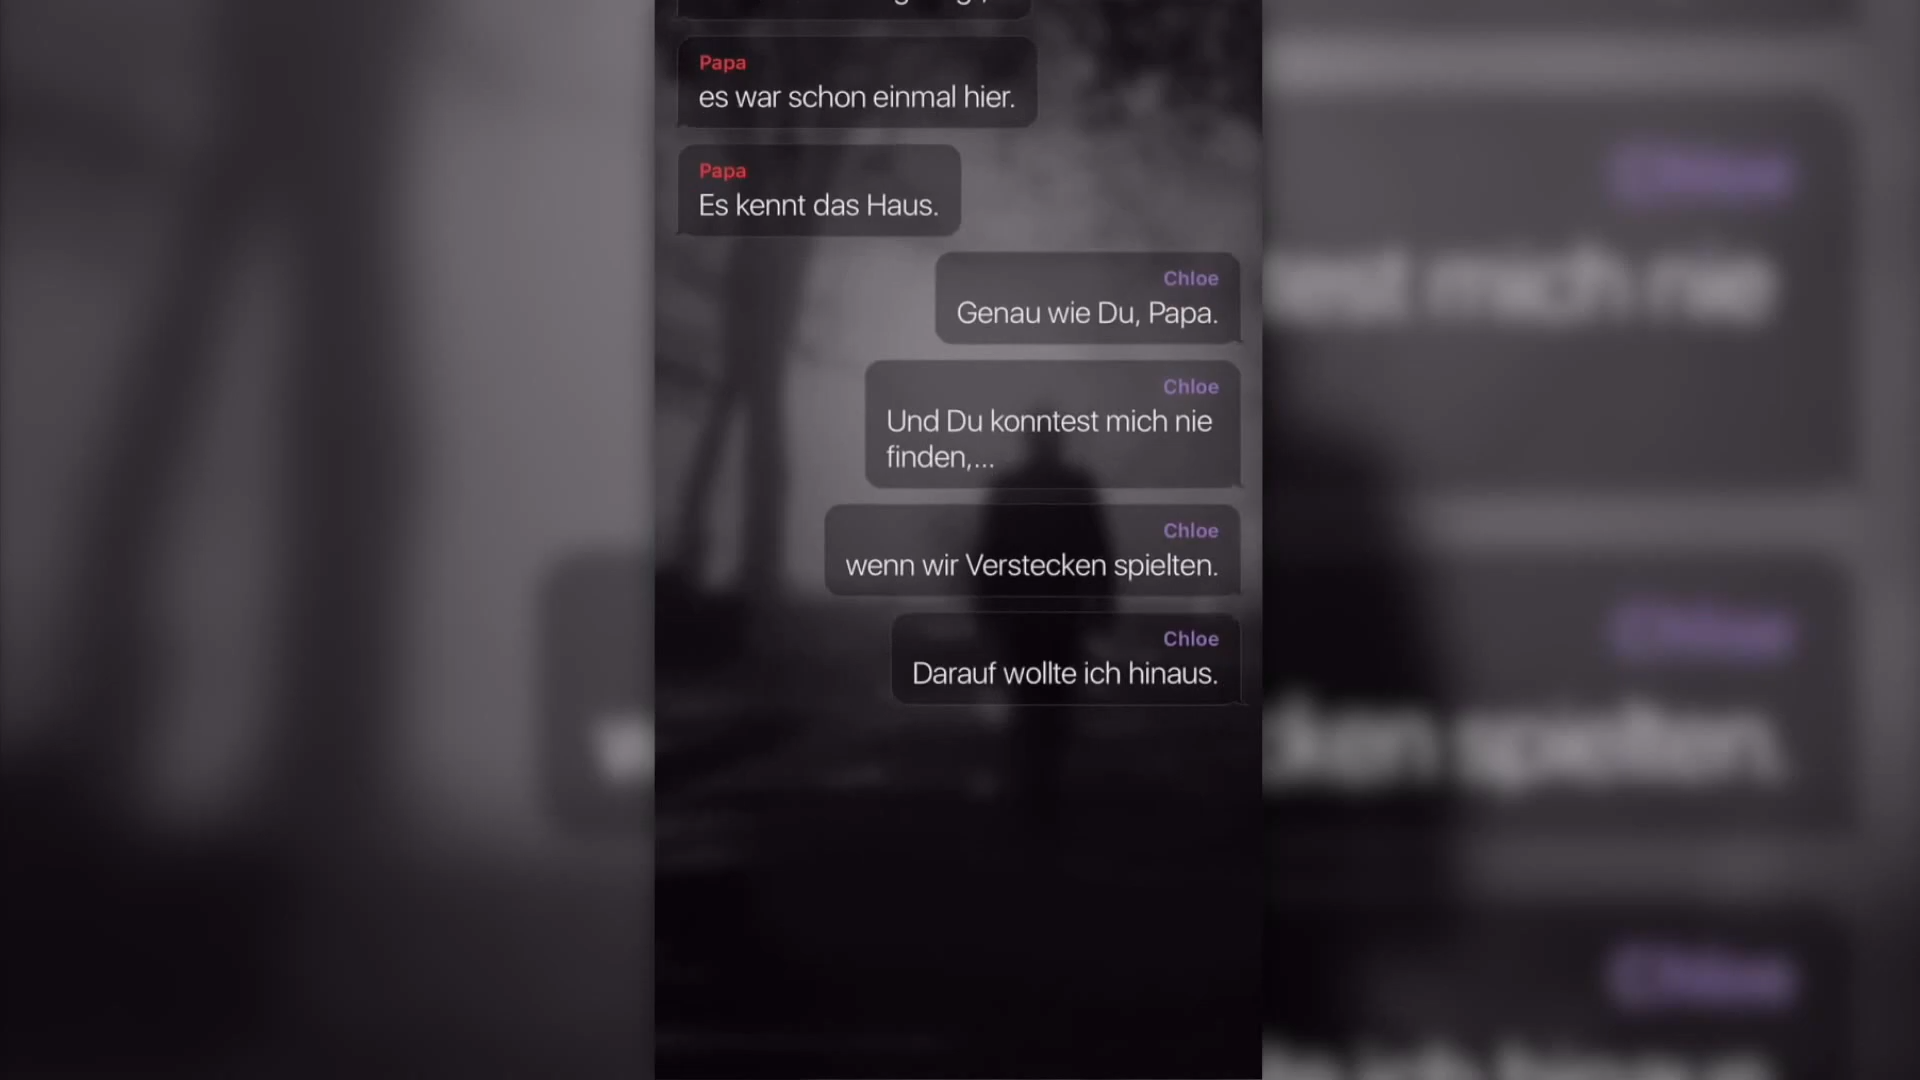 Papa
es war schon einmal hier.
Papa
Es kennt das Haus.
Chloe
Genau wie Du, Papa.
Chloe
Und Du konntest mich nie
finden,...
Chloe
wenn wir Verstecken spielten.
Chloe
Darauf wollte ich hinaus.